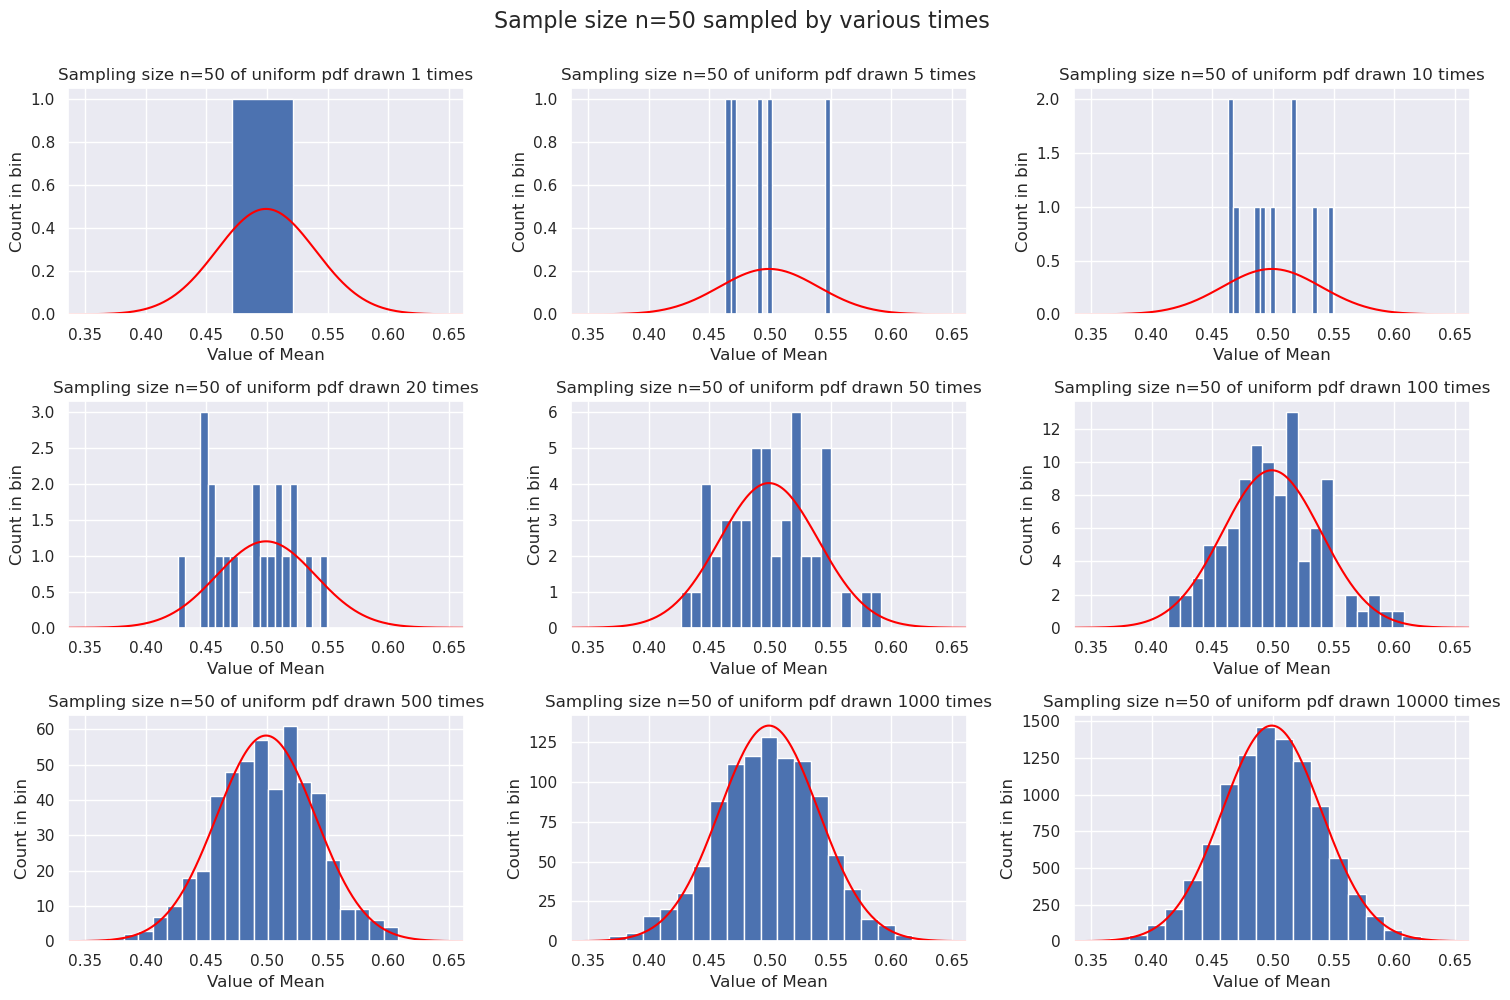 Sample size n=50 sampled by various times
Sampling size n=50 of uniform pdf drawn 1 times
Count in bin
1.0
0.8
0.6
0.4
0.2
0.0
0.35 0.40 0.45 0.50 0.55 0.60 0.65
Value of Mean
Sampling size n=50 of uniform pdf drawn 5 times
Count in bin
1.0
0.8
0.6
0.4
0.2
0.0
0.35 0.40 0.45 0.50 0.55 0.60 0.65
Value of Mean
Sampling size n=50 of uniform pdf drawn 10 times
Count in bin
2.0
1.5
1.0
0.5
0.0
0.35 0.40 0.45 0.50 0.55 0.60 0.65
Value of Mean
Sampling size n=50 of uniform pdf drawn 20 times
Count in bin
3.0
2.5
2.0
1.5
1.0
0.5
0.0
0.35 0.40 0.45 0.50 0.55 0.60 0.65
Value of Mean
Sampling size n=50 of uniform pdf drawn 50 times
Count in bin
6
5
4
3
2
1
0
0.35 0.40 0.45 0.50 0.55 0.60 0.65
Value of Mean
Sampling size n=50 of uniform pdf drawn 100 times
Count in bin
12
10
8
6
4
2
0
0.35 0.40 0.45 0.50 0.55 0.60 0.65
Value of Mean
Sampling size n=50 of uniform pdf drawn 500 times
Count in bin
60
50
40
30
20
10
0
0.35 0.40 0.45 0.50 0.55 0.60 0.65
Value of Mean
Sampling size n=50 of uniform pdf drawn 1000 times
Count in bin
125
100
75
50
25
0
0.35 0.40 0.45 0.50 0.55 0.60 0.65
Value of Mean
Sampling size n=50 of uniform pdf drawn 10000 times
Count in bin
1500
1250
1000
750
500
250
0
0.35 0.40 0.45 0.50 0.55 0.60 0.65
Value of Mean